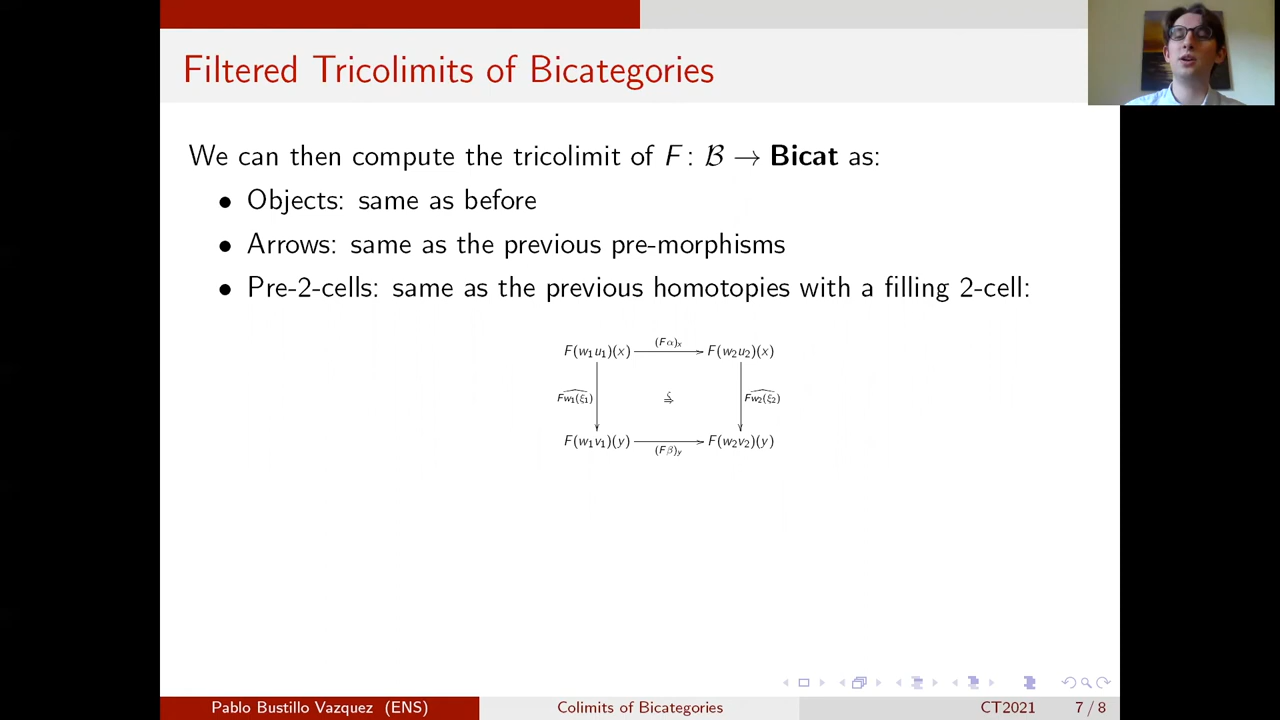 Filtered Tricolimits of Bicategories
We can then compute the tricolimit of F : ℬ → Bicat as:
• Objects: same as before
• Arrows: same as the previous pre-morphisms
• Pre-2-cells: same as the previous homotopies with a filling 2-cell:
(Fα)ₓ
F(w₁u₁)(x) → F(w₂u₂)(x)
Fw₁(ξ₁) ζ ⇒ Fw₂(ξ₂)
F(w₁v₁)(y) → F(w₂v₂)(y)
(Fβ)_y
Pablo Bustillo Vazquez (ENS) Colimits of Bicategories CT2021 7 / 8